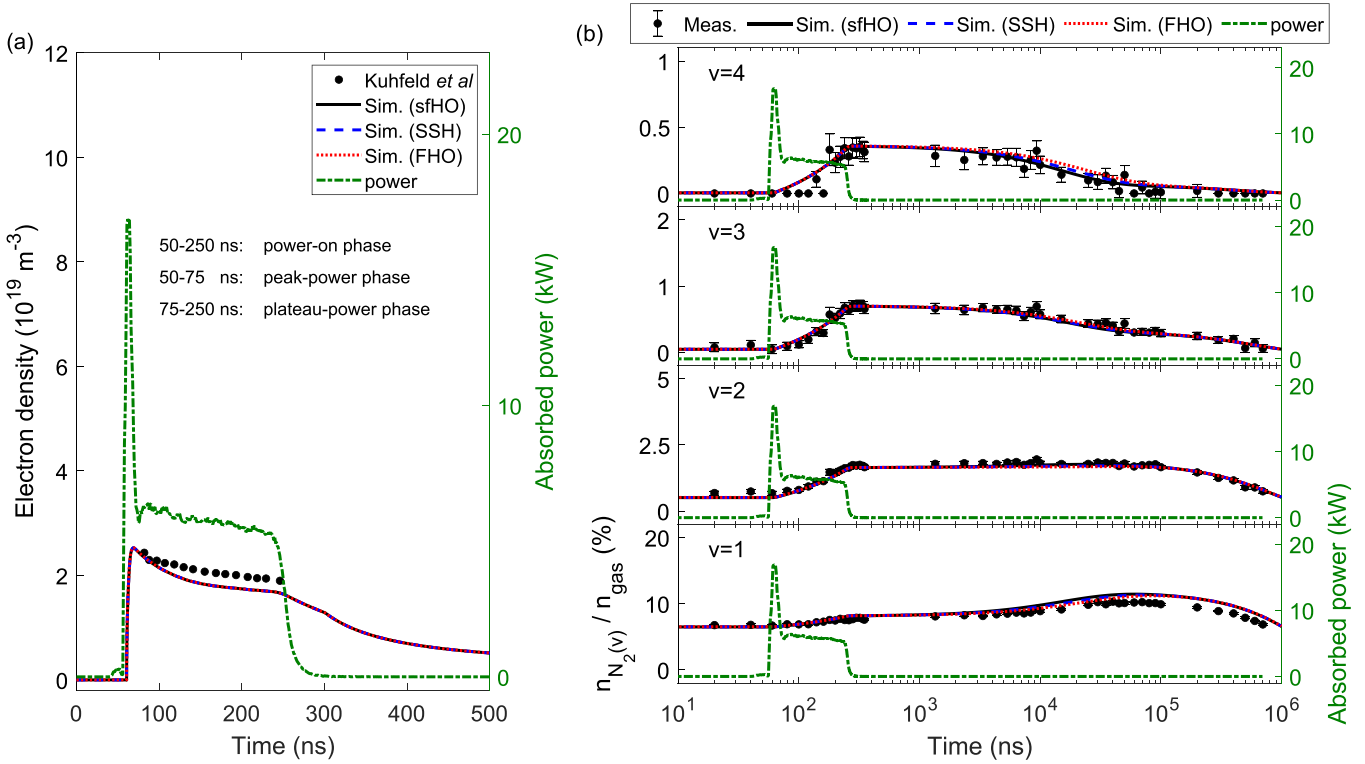 (a)
12
10
8
6
4
2
0
Electron density (10^19 m^-3)
Kuhfeld et al
Sim. (sfHO)
Sim. (SSH)
Sim. (FHO)
power
50-250 ns: power-on phase
50-75 ns: peak-power phase
75-250 ns: plateau-power phase
20
10
0
Absorbed power (kW)
0 100 200 300 400 500
Time (ns)
(b)
Meas. Sim. (sfHO) Sim. (SSH) Sim. (FHO) power
v=4
1
0.5
0
20
10
0
v=3
2
1
0
20
10
0
v=2
5
2.5
0
20
10
0
v=1
20
10
0
20
10
0
n_N2(v) / n_gas (%)
Absorbed power (kW)
10^1 10^2 10^3 10^4 10^5 10^6
Time (ns)